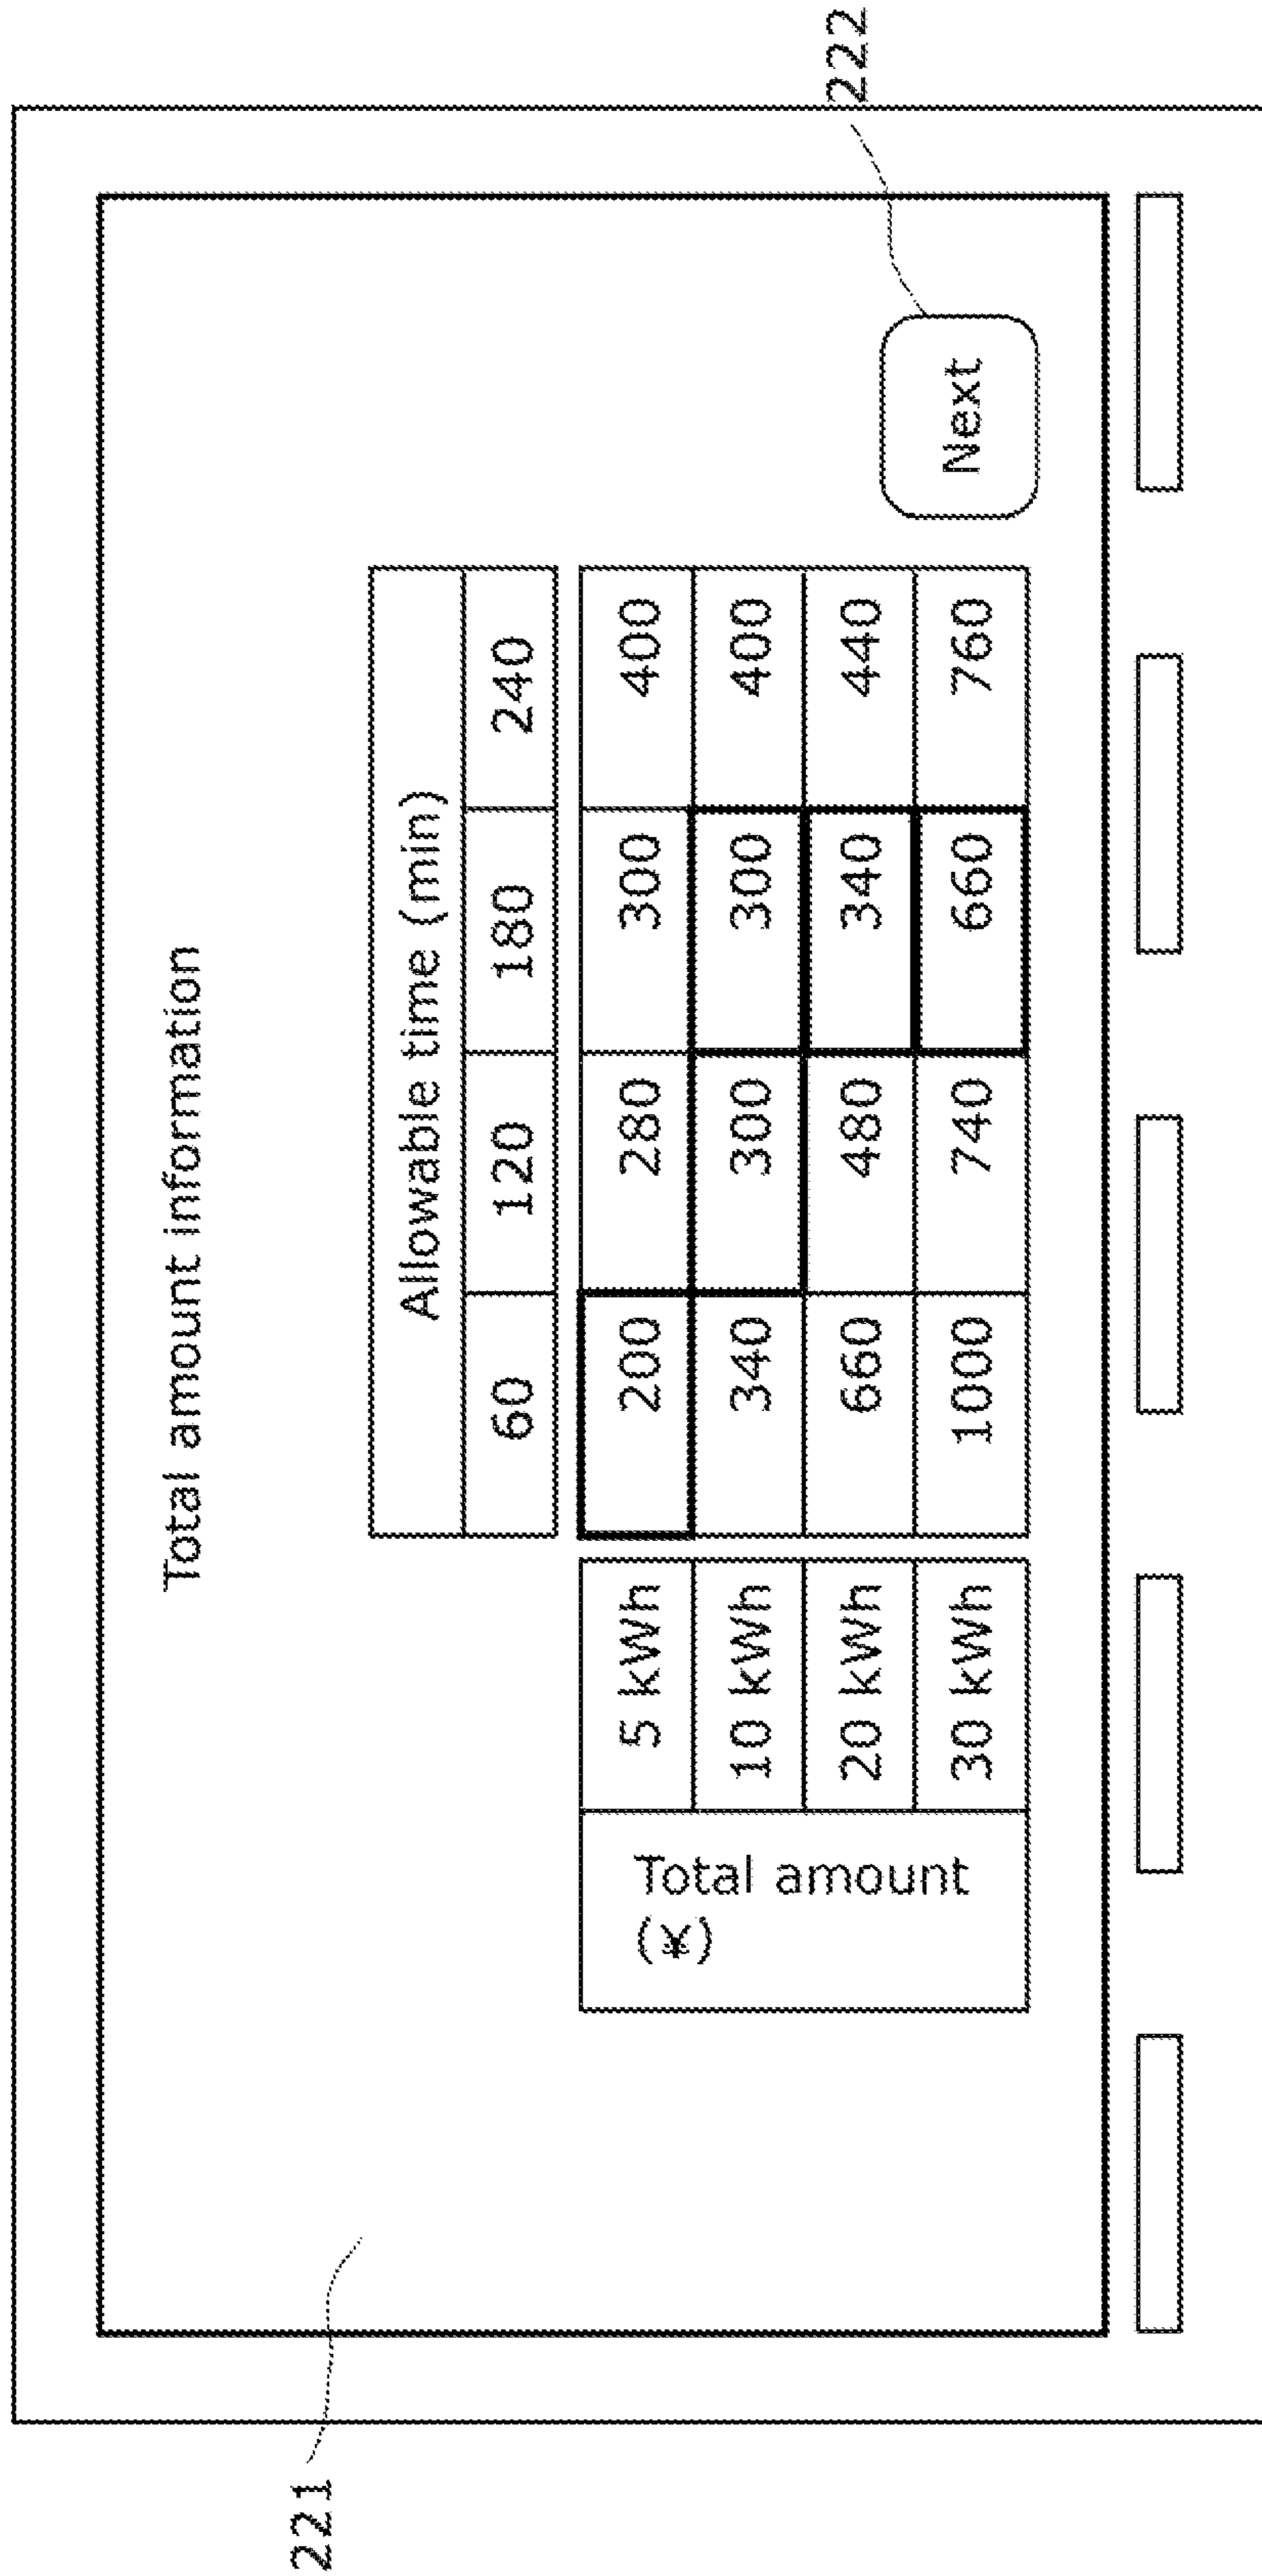 Total amount information
Allowable time (min)
60 120 180 240
Total amount
(¥)
5 kWh 200 280 300 400
10 kWh 340 300 300 400
20 kWh 660 480 340 440
30 kWh 1000 740 660 760
Next
221
222